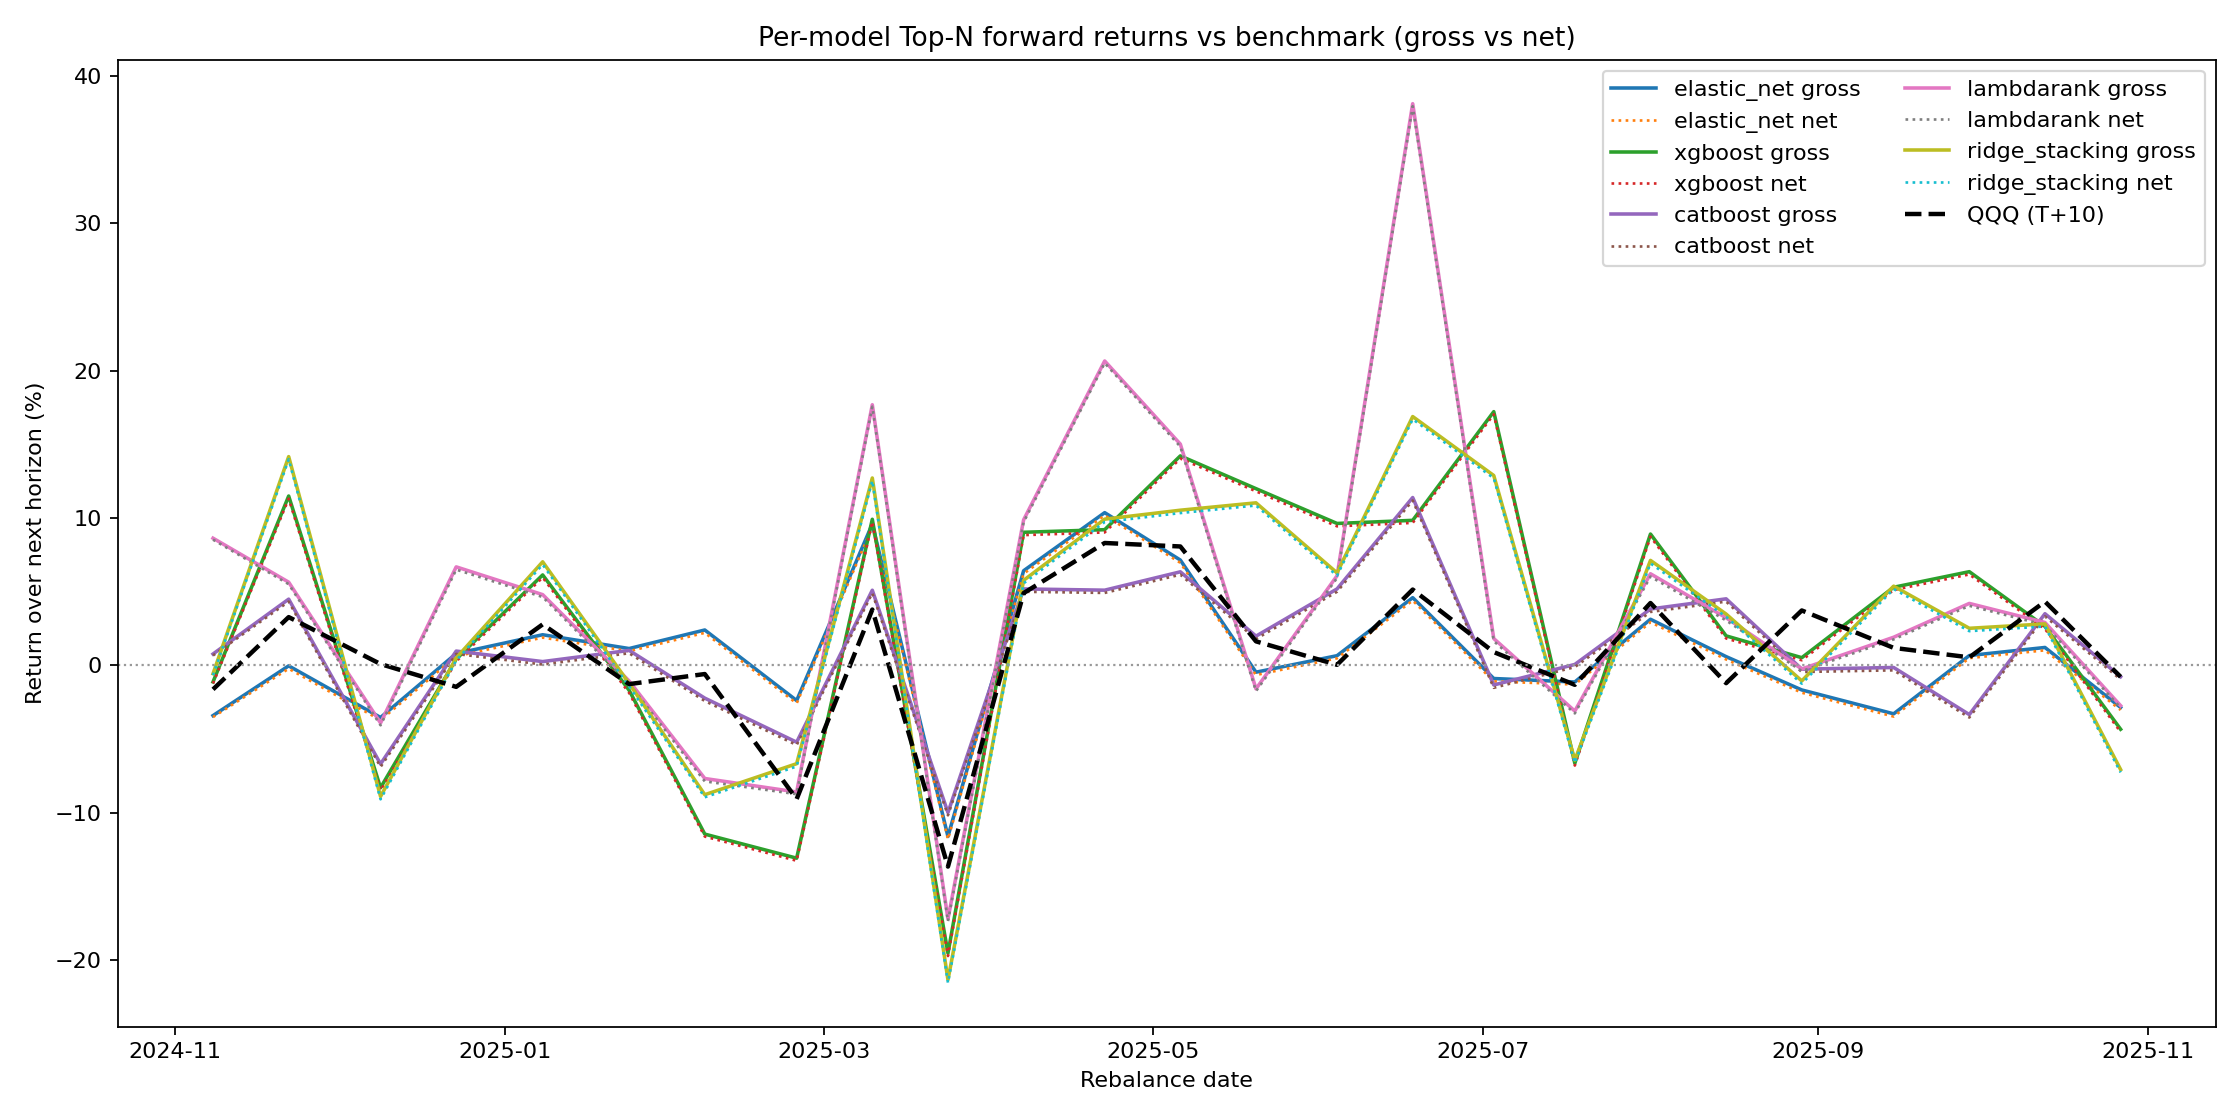 Per-model Top-N forward returns vs benchmark (gross vs net)
elastic_net gross
elastic_net net
xgboost gross
xgboost net
catboost gross
catboost net
lambdarank gross
lambdarank net
ridge_stacking gross
ridge_stacking net
QQQ (T+10)
Return over next horizon (%)
40
30
20
10
0
−10
−20
2024-11
2025-01
2025-03
2025-05
2025-07
2025-09
2025-11
Rebalance date